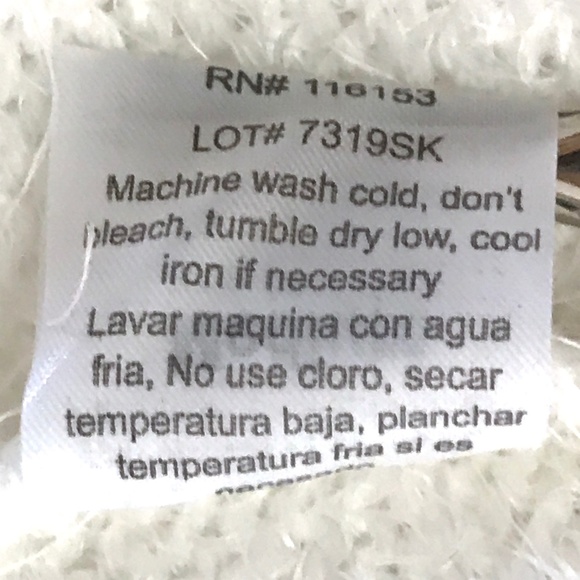 RN# 116153
LOT# 7319SK
Machine wash cold, don't
bleach, tumble dry low, cool
iron if necessary
Lavar maquina con agua
fria, No use cloro, secar
temperatura baja, planchar
temperatura fria si es